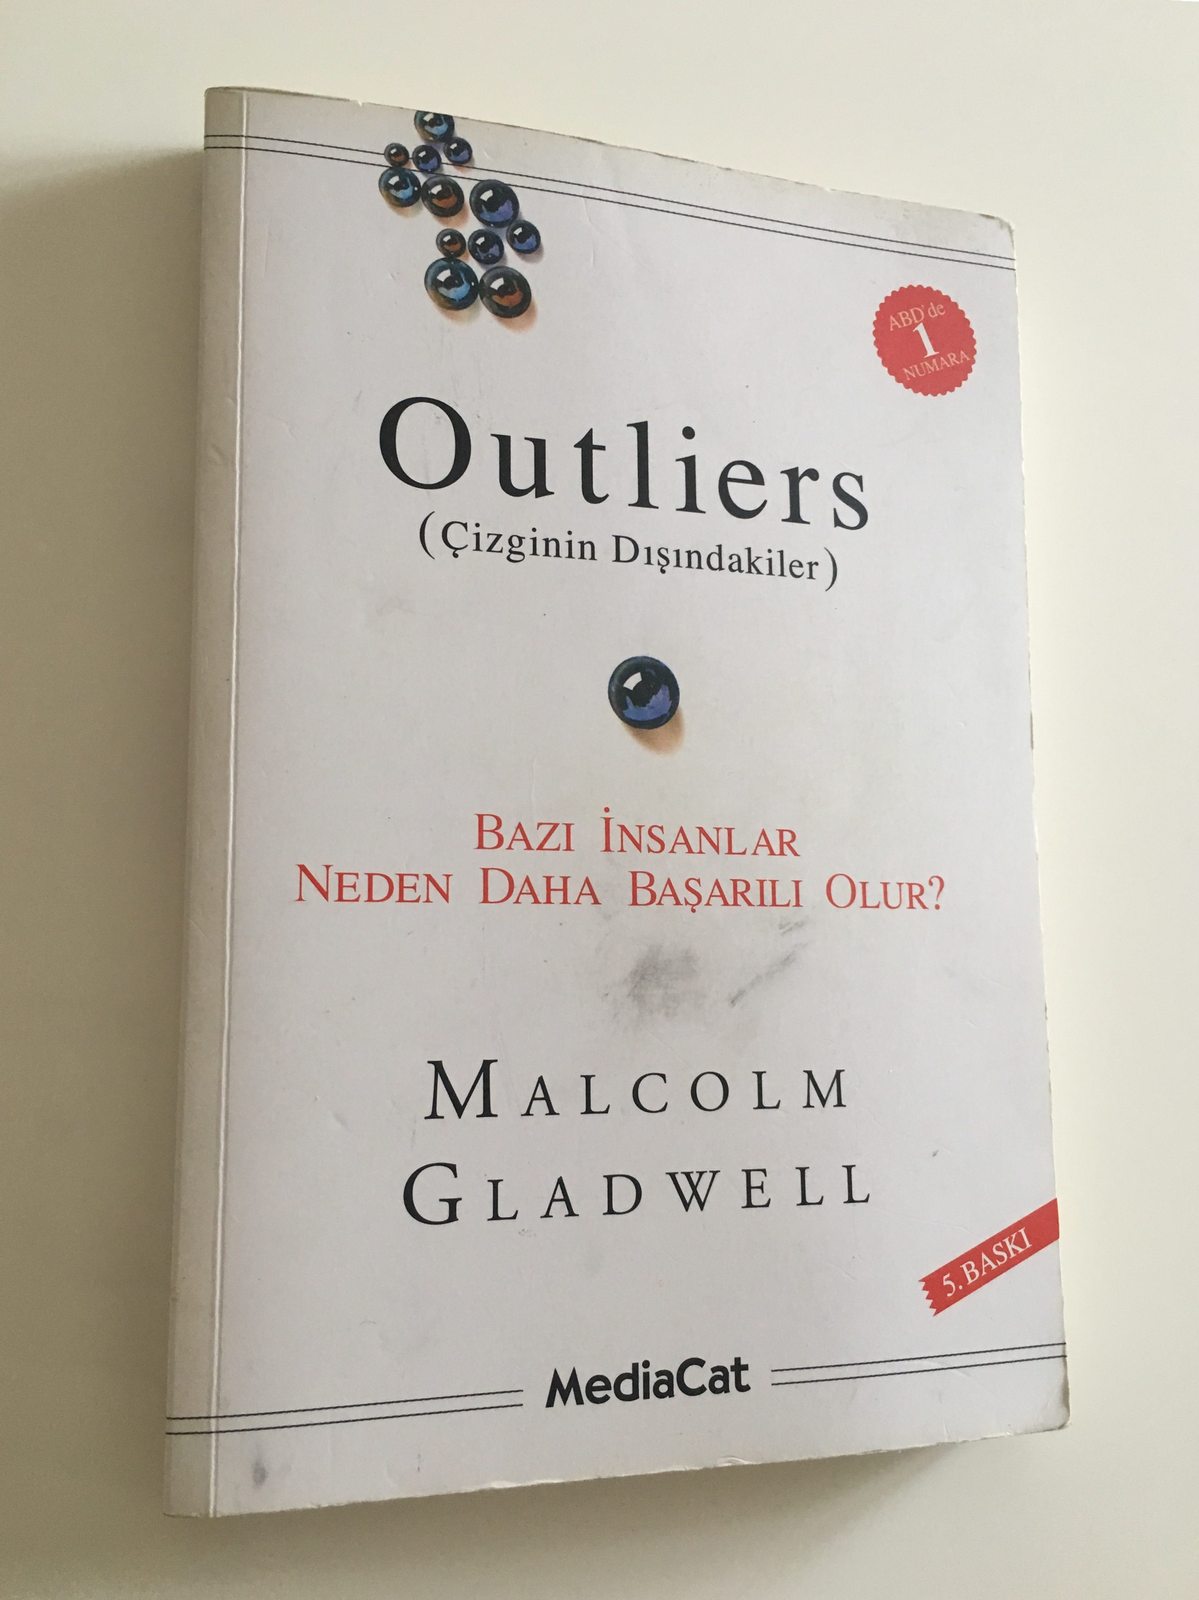 ABD'de
1
NUMARA
Outliers
(Çizginin Dışındakiler)
BAZI İNSANLAR
NEDEN DAHA BAŞARILI OLUR?
MALCOLM
GLADWELL
5. BASKI
MediaCat